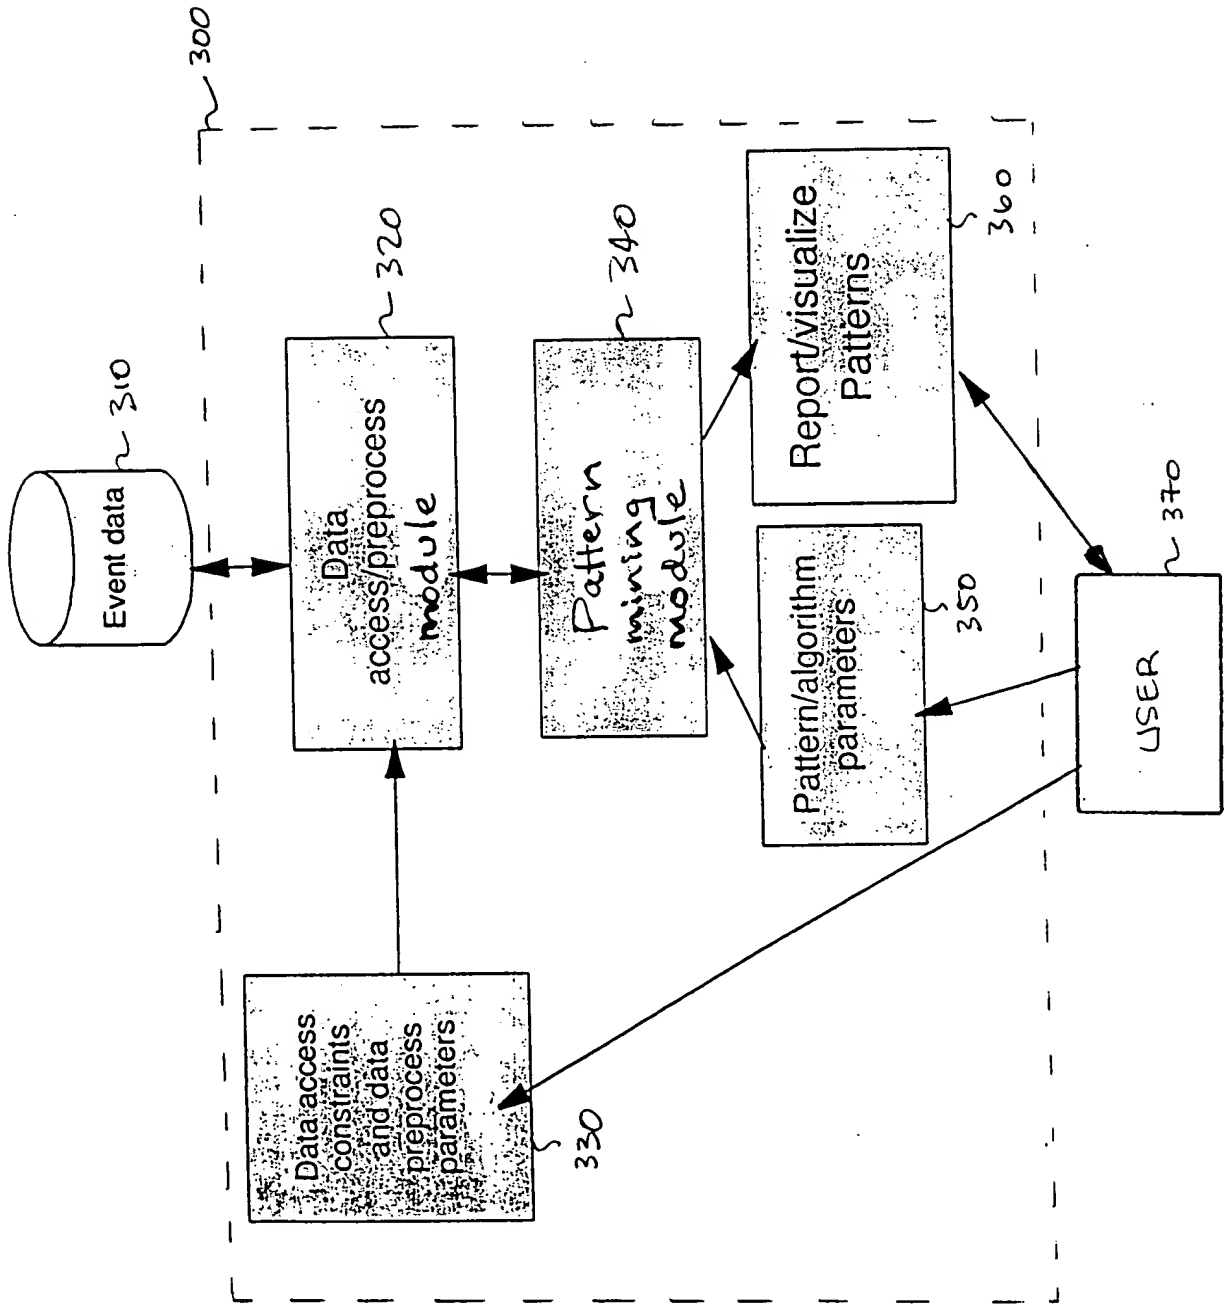 300
Event data
310
Data
access/preprocess
module
320
Data access
constraints
and data
preprocess
parameters
330
Pattern
mining
module
340
Pattern/algorithm
parameters
350
Report/visualize
Patterns
360
USER
370